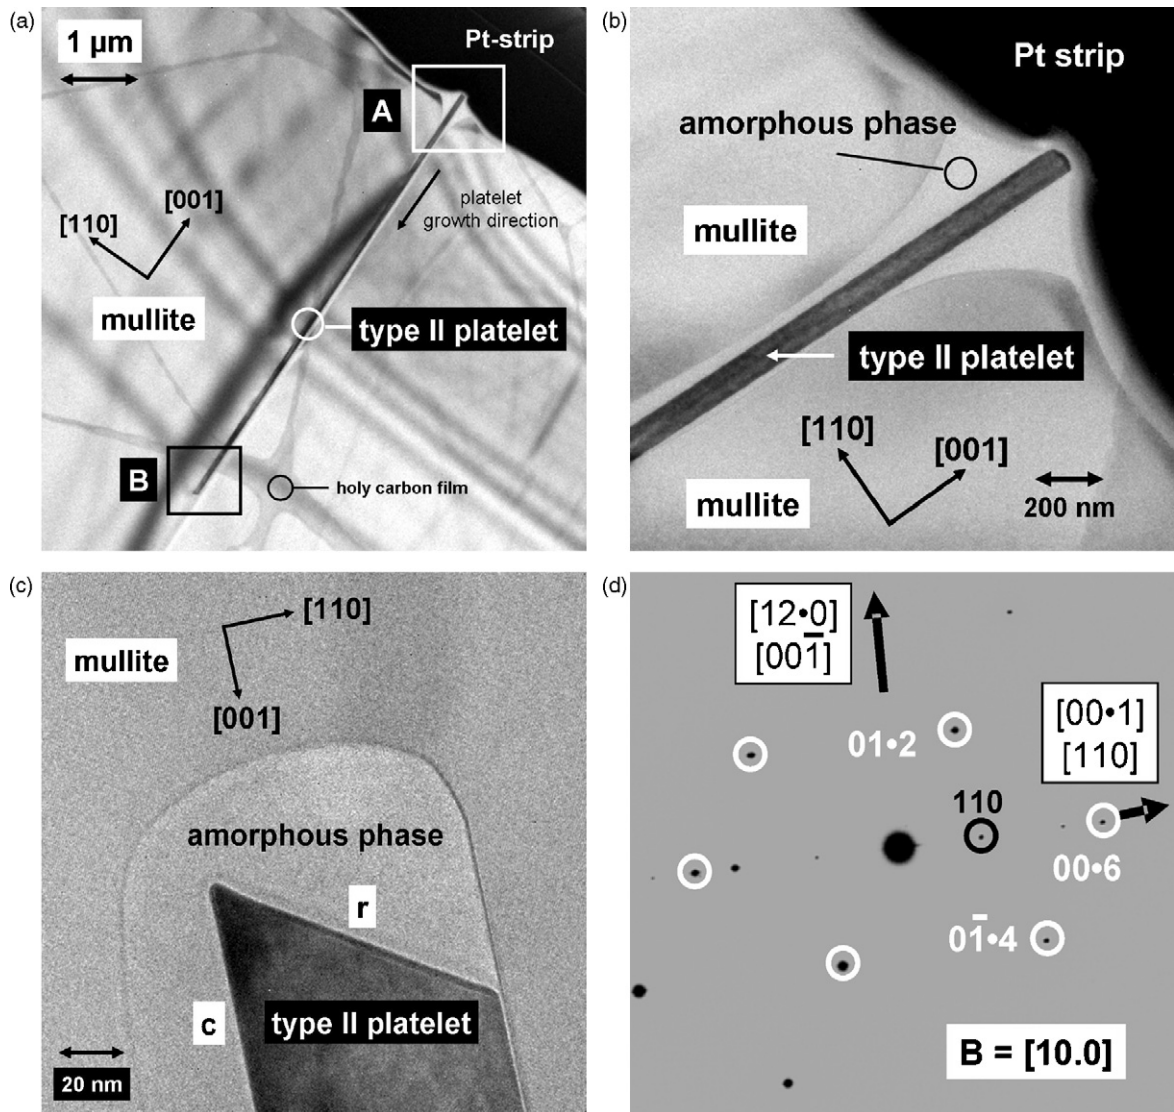 (a)
1 µm
Pt-strip
A
[110]
[001]
platelet
growth direction
mullite
type II platelet
B
holy carbon film
(b)
Pt strip
amorphous phase
mullite
type II platelet
[110]
[001]
mullite
200 nm
(c)
[110]
mullite
[001]
amorphous phase
r
c
type II platelet
20 nm
(d)
[12•0]
[001̅]
[00•1]
[110]
01•2
110
00•6
01̅•4
B = [10.0]